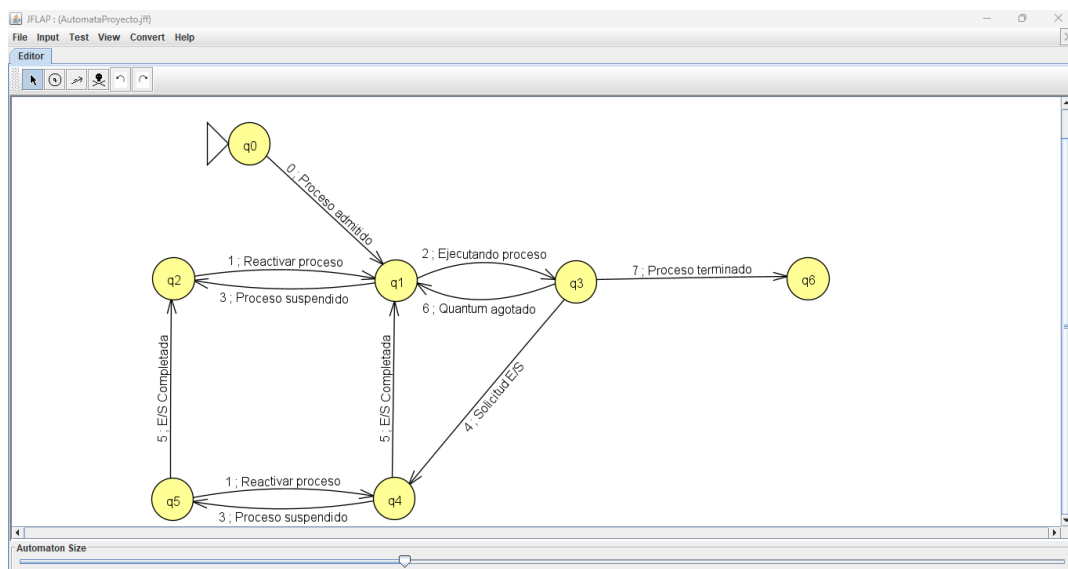 JFLAP : (AutomataProyecto.jff)
File Input Test View Convert Help
Editor
q0
0 ; Proceso admitido
1 ; Reactivar proceso
2 ; Ejecutando proceso
7 ; Proceso terminado
q2
q1
q3
q6
3 ; Proceso suspendido
6 ; Quantum agotado
5 ; E/S Completada
5 ; E/S Completada
4 ; Solicitud E/S
1 ; Reactivar proceso
q5
q4
3 ; Proceso suspendido
Automaton Size